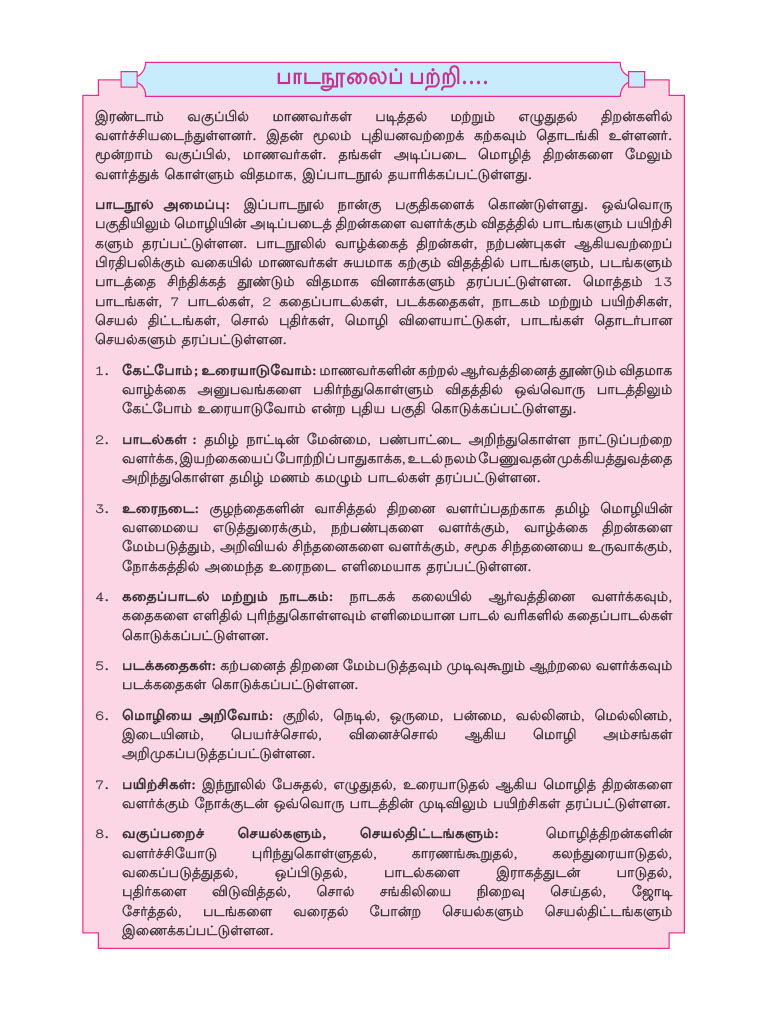 பாடநூலைப் பற்றி....
இரண்டாம் வகுப்பில் மாணவர்கள் படித்தல் மற்றும் எழுதுதல் திறன்களில்
வளர்ச்சியடைந்துள்ளனர். இதன் மூலம் புதியனவற்றைக் கற்கவும் தொடங்கி உள்ளனர்.
மூன்றாம் வகுப்பில், மாணவர்கள். தங்கள் அடிப்படை மொழித் திறன்களை மேலும்
வளர்த்துக் கொள்ளும் விதமாக, இப்பாடநூல் தயாரிக்கப்பட்டுள்ளது.
பாடநூல் அமைப்பு: இப்பாடநூல் நான்கு பகுதிகளைக் கொண்டுள்ளது. ஒவ்வொரு
பகுதியிலும் மொழியின் அடிப்படைத் திறன்களை வளர்க்கும் விதத்தில் பாடங்களும் பயிற்சி
களும் தரப்பட்டுள்ளன. பாடநூலில் வாழ்க்கைத் திறன்கள், நற்பண்புகள் ஆகியவற்றைப்
பிரதிபலிக்கும் வகையில் மாணவர்கள் சுயமாக கற்கும் விதத்தில் பாடங்களும், படங்களும்
பாடத்தை சிந்திக்கத் தூண்டும் விதமாக வினாக்களும் தரப்பட்டுள்ளன. மொத்தம் 13
பாடங்கள், 7 பாடல்கள், 2 கதைப்பாடல்கள், படக்கதைகள், நாடகம் மற்றும் பயிற்சிகள்,
செயல் திட்டங்கள், சொல் புதிர்கள், மொழி விளையாட்டுகள், பாடங்கள் தொடர்பான
செயல்களும் தரப்பட்டுள்ளன.
1. கேட்போம் ; உரையாடுவோம் : மாணவர்களின் கற்றல் ஆர்வத்தினைத் தூண்டும் விதமாக
வாழ்க்கை அனுபவங்களை பகிர்ந்துகொள்ளும் விதத்தில் ஒவ்வொரு பாடத்திலும்
கேட்போம் உரையாடுவோம் என்ற புதிய பகுதி கொடுக்கப்பட்டுள்ளது.
2. பாடல்கள் : தமிழ் நாட்டின் மேன்மை, பண்பாட்டை அறிந்துகொள்ள நாட்டுப்பற்றை
வளர்க்க, இயற்கையைப் போற்றிப் பாதுகாக்க, உடல் நலம் பேணுவதன் முக்கியத்துவத்தை
அறிந்துகொள்ள தமிழ் மணம் கமழும் பாடல்கள் தரப்பட்டுள்ளன.
3. உரைநடை: குழந்தைகளின் வாசித்தல் திறனை வளர்ப்பதற்காக தமிழ் மொழியின்
வளமையை எடுத்துரைக்கும், நற்பண்புகளை வளர்க்கும், வாழ்க்கை திறன்களை
மேம்படுத்தும், அறிவியல் சிந்தனைகளை வளர்க்கும், சமூக சிந்தனையை உருவாக்கும்,
நோக்கத்தில் அமைந்த உரைநடை எளிமையாக தரப்பட்டுள்ளன.
4. கதைப்பாடல் மற்றும் நாடகம்: நாடகக் கலையில் ஆர்வத்தினை வளர்க்கவும்,
கதைகளை எளிதில் புரிந்துகொள்ளவும் எளிமையான பாடல் வரிகளில் கதைப்பாடல்கள்
கொடுக்கப்பட்டுள்ளன.
5. படக்கதைகள்: கற்பனைத் திறனை மேம்படுத்தவும் முடிவுகூறும் ஆற்றலை வளர்க்கவும்
படக்கதைகள் கொடுக்கப்பட்டுள்ளன.
6. மொழியை அறிவோம்: குறில், நெடில், ஒருமை, பன்மை, வல்லினம், மெல்லினம்,
இடையினம், பெயர்ச்சொல், வினைச்சொல் ஆகிய மொழி அம்சங்கள்
அறிமுகப்படுத்தப்பட்டுள்ளன.
7. பயிற்சிகள்: இந்நூலில் பேசுதல், எழுதுதல், உரையாடுதல் ஆகிய மொழித் திறன்களை
வளர்க்கும் நோக்குடன் ஒவ்வொரு பாடத்தின் முடிவிலும் பயிற்சிகள் தரப்பட்டுள்ளன.
8. வகுப்பறைச் செயல்களும், செயல்திட்டங்களும்: மொழித்திறன்களின்
வளர்ச்சியோடு புரிந்துகொள்ளுதல், காரணங்கூறுதல், கலந்துரையாடுதல்,
வகைப்படுத்துதல், ஒப்பிடுதல், பாடல்களை இராகத்துடன் பாடுதல்,
புதிர்களை விடுவித்தல், சொல் சங்கிலியை நிறைவு செய்தல், ஜோடி
சேர்த்தல், படங்களை வரைதல் போன்ற செயல்களும் செயல்திட்டங்களும்
இணைக்கப்பட்டுள்ளன.